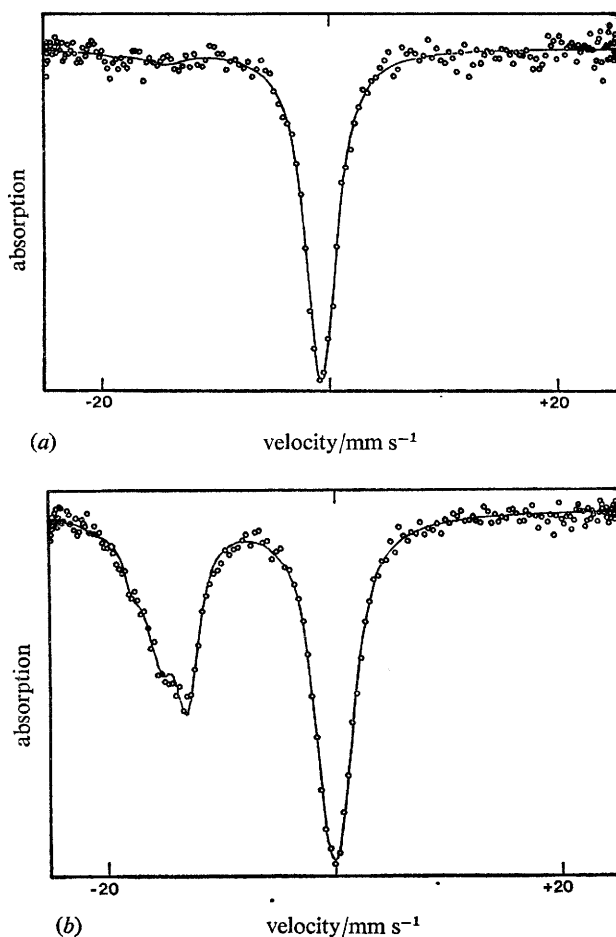 absorption
-20
+20
(a)
velocity/mm s⁻¹
absorption
-20
+20
(b)
velocity/mm s⁻¹